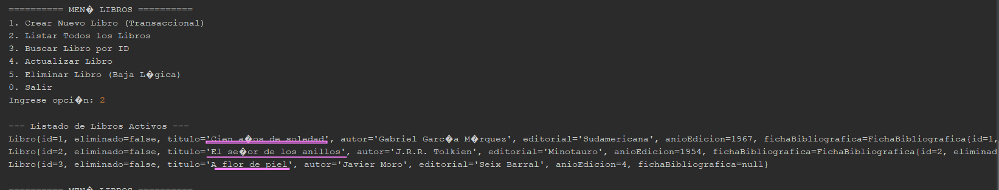 ========== MEN� LIBROS ==========
1. Crear Nuevo Libro (Transaccional)
2. Listar Todos los Libros
3. Buscar Libro por ID
4. Actualizar Libro
5. Eliminar Libro (Baja L�gica)
0. Salir
Ingrese opci�n: 2
--- Listado de Libros Activos ---
Libro{id=1, eliminado=false, titulo='Cien a�os de soledad', autor='Gabriel Garc�a M�rquez', editorial='Sudamericana', anioEdicion=1967, fichaBibliografica=FichaBibliografica{id=1,
Libro{id=2, eliminado=false, titulo='El se�or de los anillos', autor='J.R.R. Tolkien', editorial='Minotauro', anioEdicion=1954, fichaBibliografica=FichaBibliografica{id=2, eliminad
Libro{id=3, eliminado=false, titulo='A flor de piel', autor='Javier Moro', editorial='Seix Barral', anioEdicion=4, fichaBibliografica=null}
========== MEN� LIBROS ==========